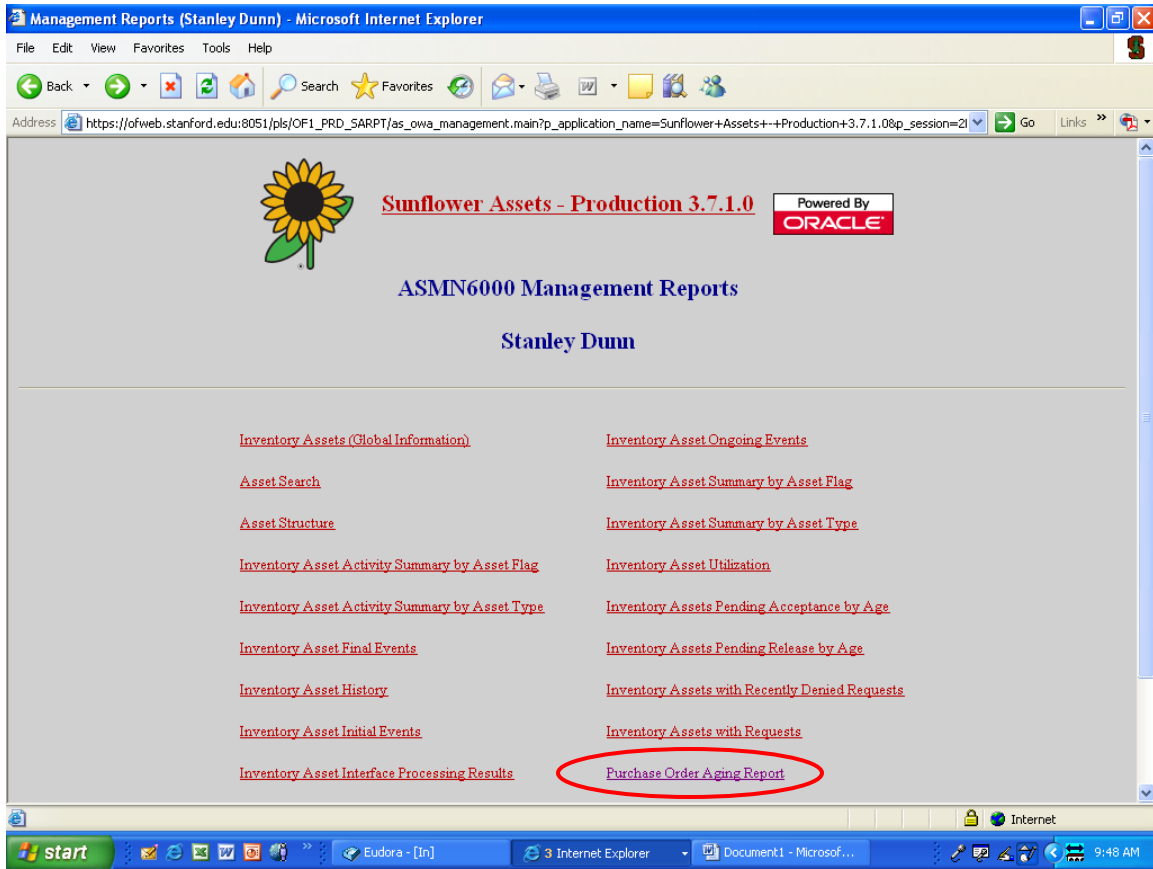 Management Reports (Stanley Dunn) - Microsoft Internet Explorer
File Edit View Favorites Tools Help
Back Search Favorites
Address https://ofweb.stanford.edu:8051/pls/OF1_PRD_SARPT/as_owa_management.main?p_application_name=Sunflower+Assets+-+Production+3.7.1.0&p_session=2 Go Links »
Sunflower Assets - Production 3.7.1.0
Powered By
ORACLE
ASMN6000 Management Reports
Stanley Dunn
Inventory Assets (Global Information) Inventory Asset Ongoing Events
Asset Search Inventory Asset Summary by Asset Flag
Asset Structure Inventory Asset Summary by Asset Type
Inventory Asset Activity Summary by Asset Flag Inventory Asset Utilization
Inventory Asset Activity Summary by Asset Type Inventory Assets Pending Acceptance by Age
Inventory Asset Final Events Inventory Assets Pending Release by Age
Inventory Asset History Inventory Assets with Recently Denied Requests
Inventory Asset Initial Events Inventory Assets with Requests
Inventory Asset Interface Processing Results Purchase Order Aging Report
Internet
start » Eudora - [In] 3 Internet Explorer Document1 - Microsof... 9:48 AM